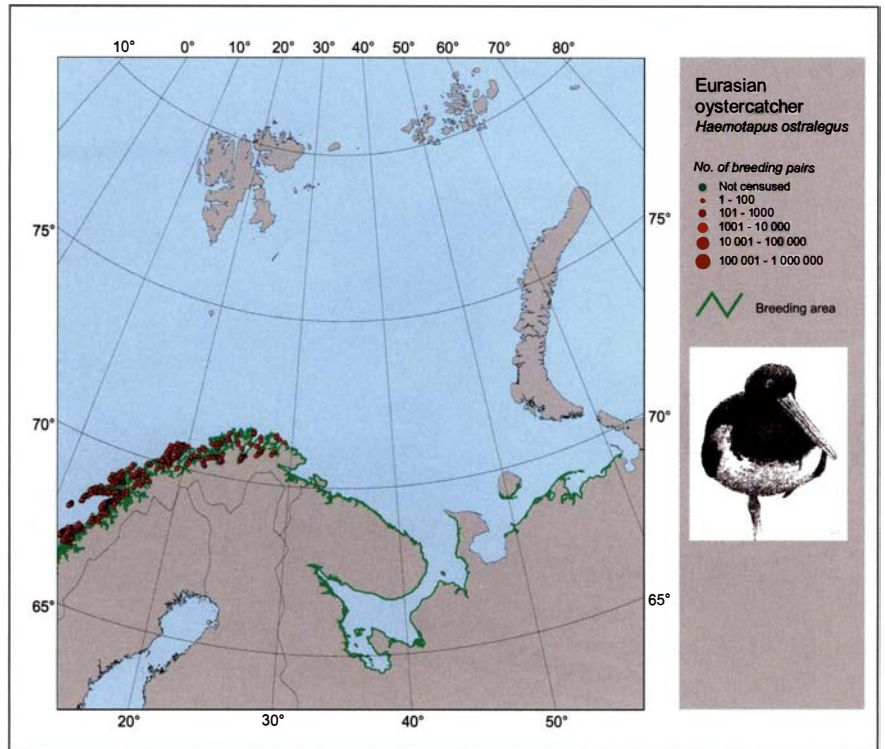 10° 0° 10° 20° 30° 40° 50° 60° 70° 80°
75° 75°
70° 70°
65° 65°
20° 30° 40° 50°
Eurasian
oystercatcher
Haemotapus ostralegus
No. of breeding pairs
Not censused
1 - 100
101 - 1000
1001 - 10 000
10 001 - 100 000
100 001 - 1 000 000
Breeding area